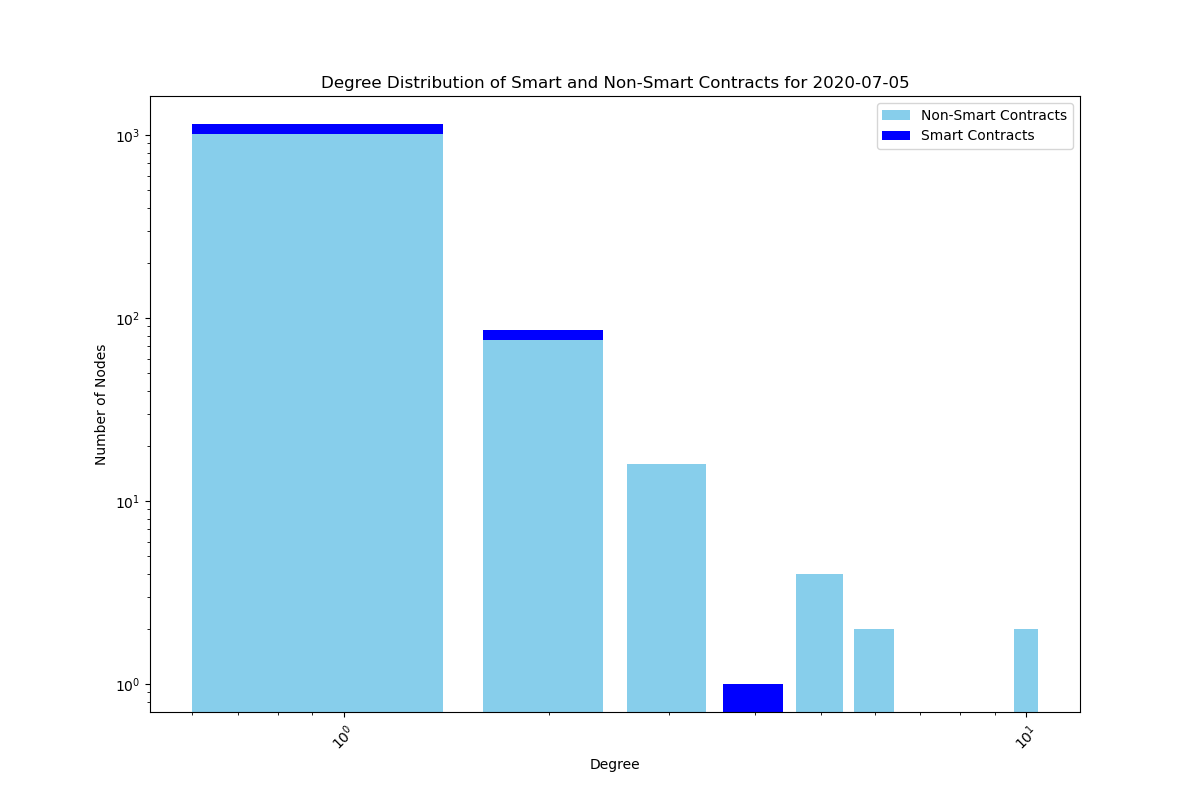 Degree Distribution of Smart and Non-Smart Contracts for 2020-07-05
Non-Smart Contracts
Smart Contracts
Number of Nodes
10³
10²
10¹
10⁰
10⁰
10¹
Degree